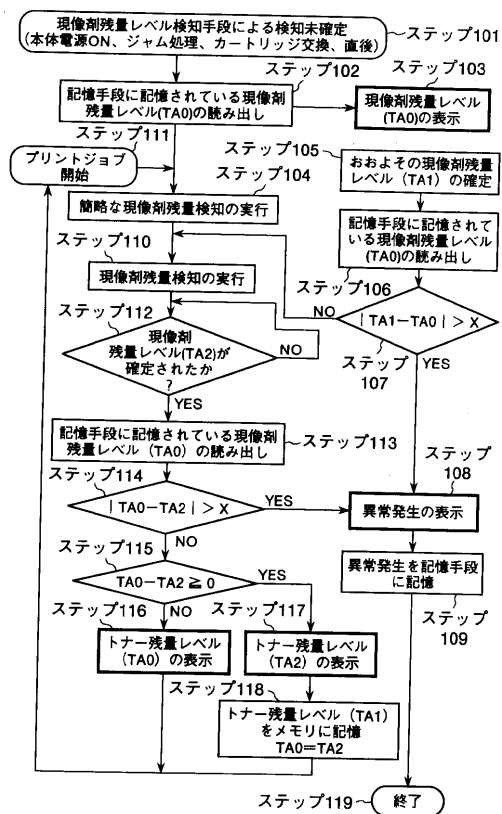 現像剤残量レベル検知手段による検知未確定
(本体電源ON、ジャム処理、カートリッジ交換、直後)
ステップ101
ステップ102
記憶手段に記憶されている現像剤
残量レベル(TA0)の読み出し
ステップ103
現像剤残量レベル
(TA0)の表示
ステップ111
プリントジョブ
開始
ステップ104
簡略な現像剤残量検知の実行
ステップ105
おおよその現像剤残量
レベル(TA1)の確定
記憶手段に記憶されて
いる現像剤残量レベル
(TA0)の読み出し
ステップ106
ステップ110
現像剤残量検知の実行
NO
|TA1−TA0|>X
ステップ
107
YES
ステップ112
現像剤
残量レベル(TA2)が
確定されたか
?
NO
YES
ステップ113
記憶手段に記憶されている現像剤
残量レベル(TA0)の読み出し
ステップ114
|TA0−TA2|>X
YES
NO
ステップ
108
異常発生の表示
異常発生を記憶手段
に記憶
ステップ
109
ステップ115
TA0−TA2≧0
YES
NO
ステップ116
トナー残量レベル
(TA0)の表示
ステップ117
トナー残量レベル
(TA2)の表示
ステップ118
トナー残量レベル(TA1)
をメモリに記憶
TA0=TA2
ステップ119
終了